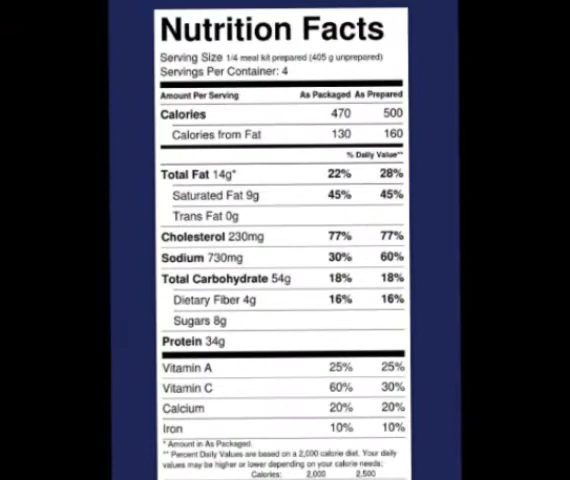 Nutrition Facts
Serving Size 1/4 meal kit prepared (405 g unprepared)
Servings Per Container: 4
Amount Per Serving As Packaged As Prepared
Calories 470 500
Calories from Fat 130 160
% Daily Value**
Total Fat 14g* 22% 28%
Saturated Fat 9g 45% 45%
Trans Fat 0g
Cholesterol 230mg 77% 77%
Sodium 730mg 30% 60%
Total Carbohydrate 54g 18% 18%
Dietary Fiber 4g 16% 16%
Sugars 8g
Protein 34g
Vitamin A 25% 25%
Vitamin C 60% 30%
Calcium 20% 20%
Iron 10% 10%
* Amount in As Packaged.
** Percent Daily Values are based on a 2,000 calorie diet. Your daily
values may be higher or lower depending on your calorie needs:
Calories: 2,000 2,500